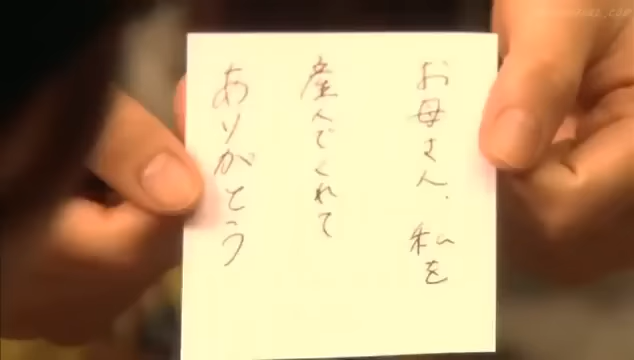 お母さん、私を
産んでくれて
ありがとう